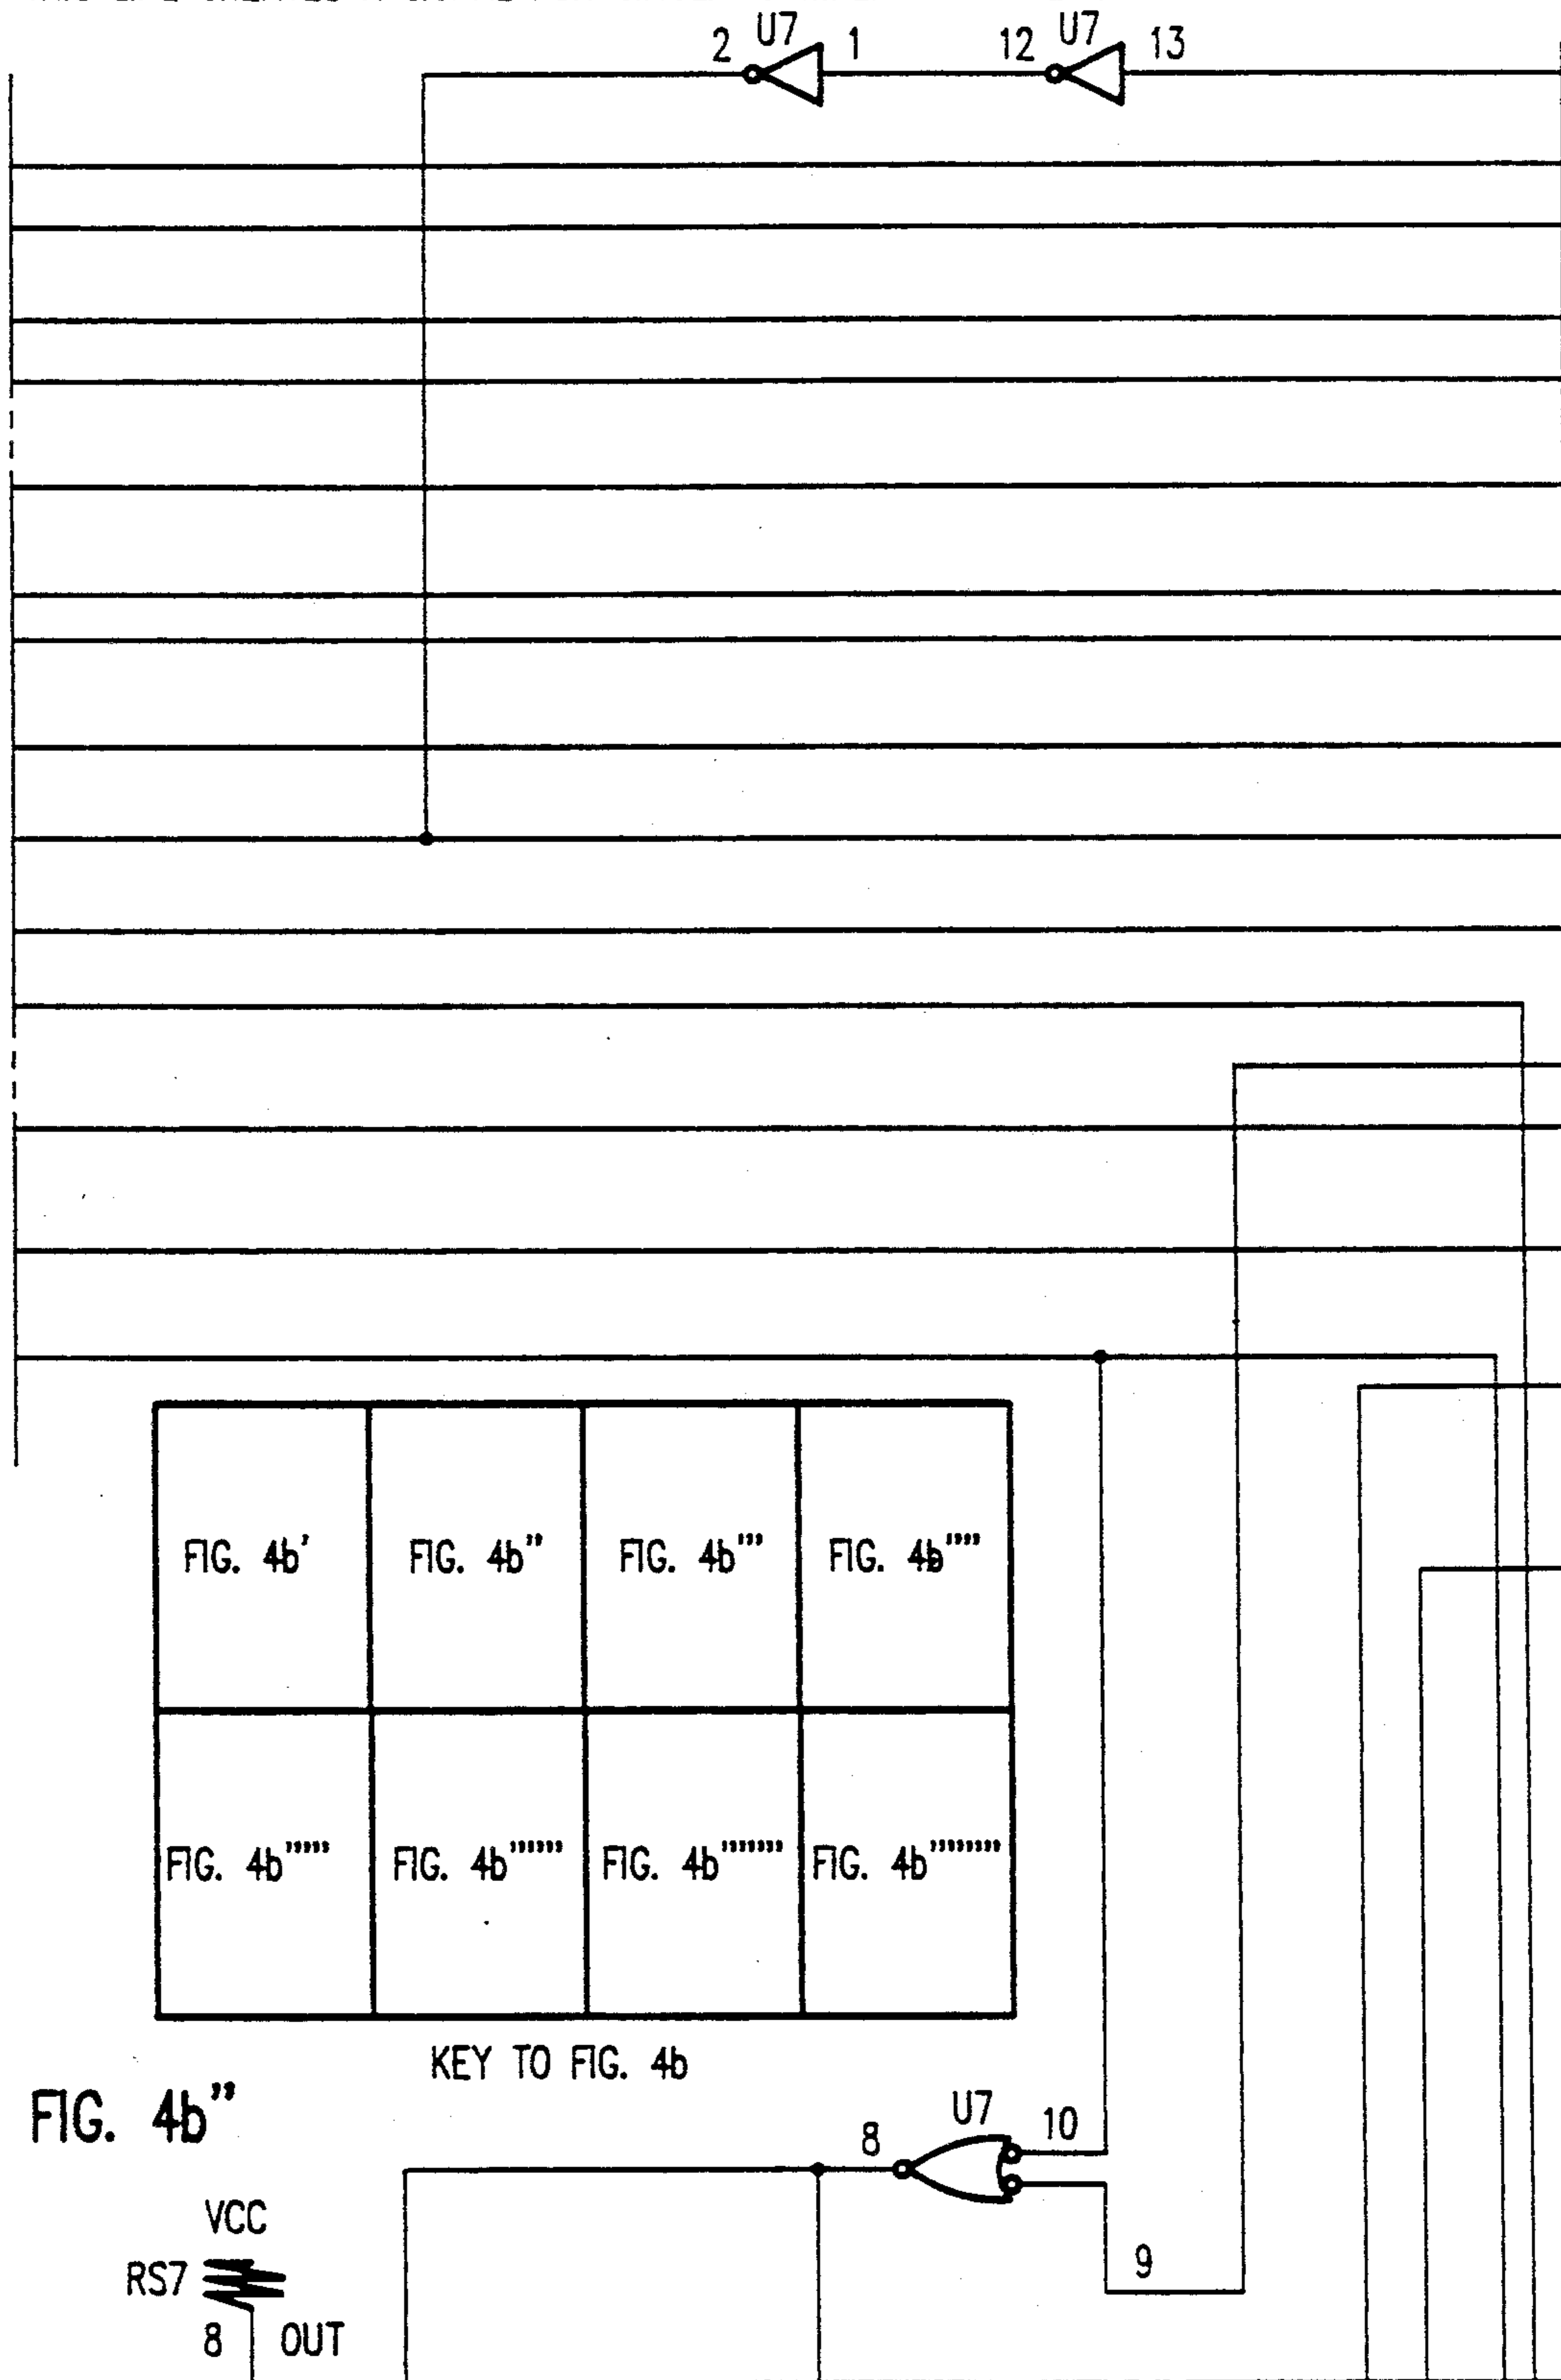 2 U7 1 12 U7 13
FIG. 4b' FIG. 4b" FIG. 4b"' FIG. 4b""
FIG. 4b""' FIG. 4b""" FIG. 4b"""' FIG. 4b""""
KEY TO FIG. 4b
FIG. 4b"
8 U7 10
9
VCC
RS7
8 OUT